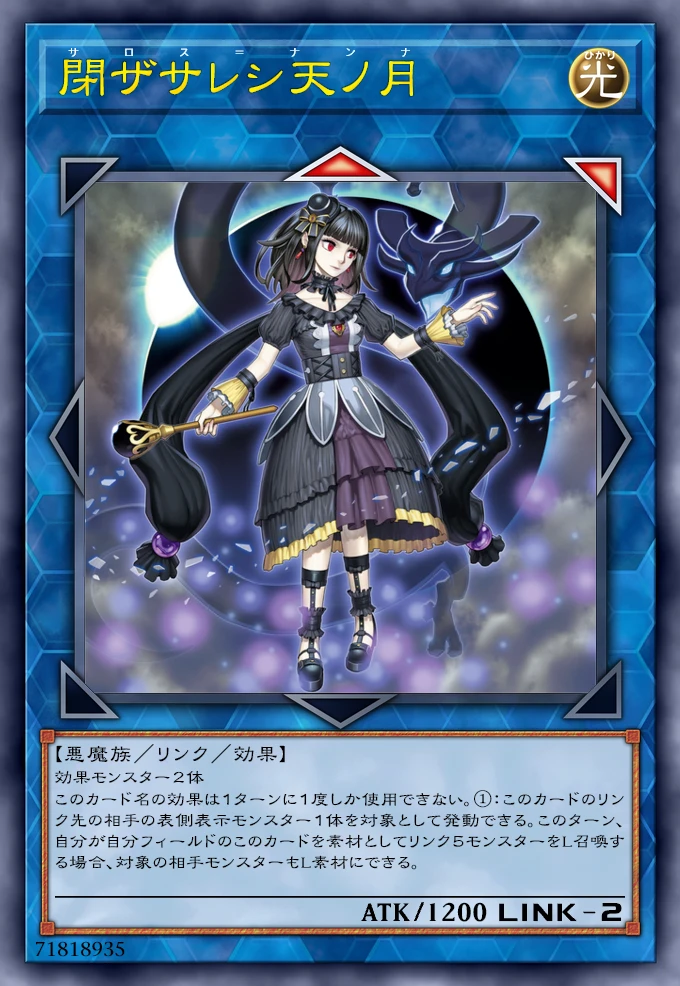 サロス=ナンナ
閉ザサレシ天ノ月
ひかり
光
【悪魔族／リンク／効果】
効果モンスター２体
このカード名の効果は１ターンに１度しか使用できない。①：このカードのリン
ク先の相手の表側表示モンスター１体を対象として発動できる。このターン、
自分が自分フィールドのこのカードを素材としてリンク５モンスターをL召喚す
る場合、対象の相手モンスターもL素材にできる。
ATK/1200 LINK-2
71818935